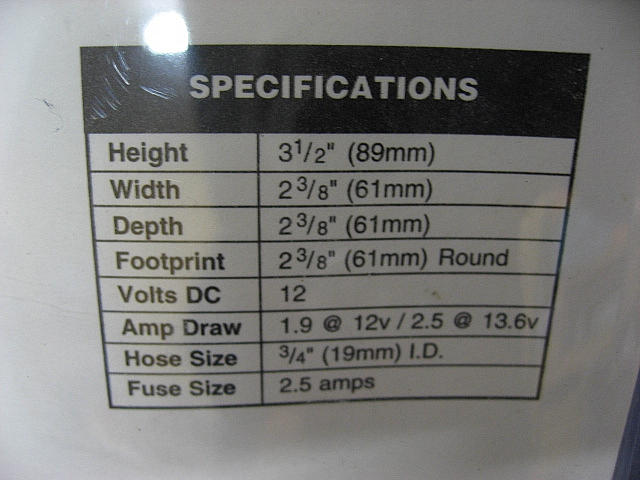 SPECIFICATIONS
Height 3 1/2" (89mm)
Width 2 3/8" (61mm)
Depth 2 3/8" (61mm)
Footprint 2 3/8" (61mm) Round
Volts DC 12
Amp Draw 1.9 @ 12v / 2.5 @ 13.6v
Hose Size 3/4" (19mm) I.D.
Fuse Size 2.5 amps